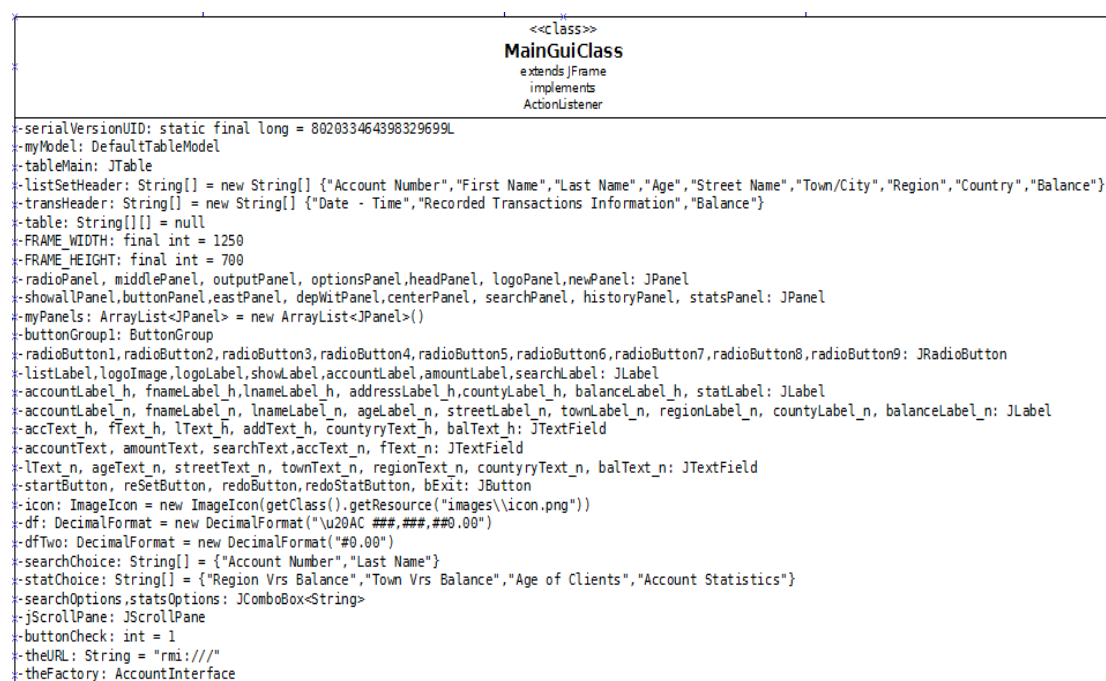 <<class>>
MainGuiClass
extends JFrame
implements
ActionListener
-serialVersionUID: static final long = 802033464398329699L
-myModel: DefaultTableModel
-tableMain: JTable
-listSetHeader: String[] = new String[] {"Account Number","First Name","Last Name","Age","Street Name","Town/City","Region","Country","Balance"}
-transHeader: String[] = new String[] {"Date - Time","Recorded Transactions Information","Balance"}
-table: String[][] = null
-FRAME_WIDTH: final int = 1250
-FRAME_HEIGHT: final int = 700
-radioPanel, middlePanel, outputPanel, optionsPanel,headPanel, logoPanel,newPanel: JPanel
-showallPanel,buttonPanel,eastPanel, depWitPanel,centerPanel, searchPanel, historyPanel, statsPanel: JPanel
-myPanels: ArrayList<JPanel> = new ArrayList<JPanel>()
-buttonGroup1: ButtonGroup
-radioButton1,radioButton2,radioButton3,radioButton4,radioButton5,radioButton6,radioButton7,radioButton8,radioButton9: JRadioButton
-listLabel,logoImage,logoLabel,showLabel,accountLabel,amountLabel,searchLabel: JLabel
-accountLabel_h, fnameLabel_h,lnameLabel_h, addressLabel_h,countyLabel_h, balanceLabel_h, statLabel: JLabel
-accountLabel_n, fnameLabel_n, lnameLabel_n, ageLabel_n, streetLabel_n, townLabel_n, regionLabel_n, countyLabel_n, balanceLabel_n: JLabel
-accText_h, fText_h, lText_h, addText_h, countyryText_h, balText_h: JTextField
-accountText, amountText, searchText,accText_n, fText_n: JTextField
-lText_n, ageText_n, streetText_n, townText_n, regionText_n, countyryText_n, balText_n: JTextField
-startButton, reSetButton, redoButton,redoStatButton, bExit: JButton
-icon: ImageIcon = new ImageIcon(getClass().getResource("images\\icon.png"))
-df: DecimalFormat = new DecimalFormat("\u20AC ###,###,##0.00")
-dfTwo: DecimalFormat = new DecimalFormat("#0.00")
-searchChoice: String[] = {"Account Number","Last Name"}
-statChoice: String[] = {"Region Vrs Balance","Town Vrs Balance","Age of Clients","Account Statistics"}
-searchOptions,statsOptions: JComboBox<String>
-jScrollPane: JScrollPane
-buttonCheck: int = 1
-theURL: String = "rmi:///"
-theFactory: AccountInterface